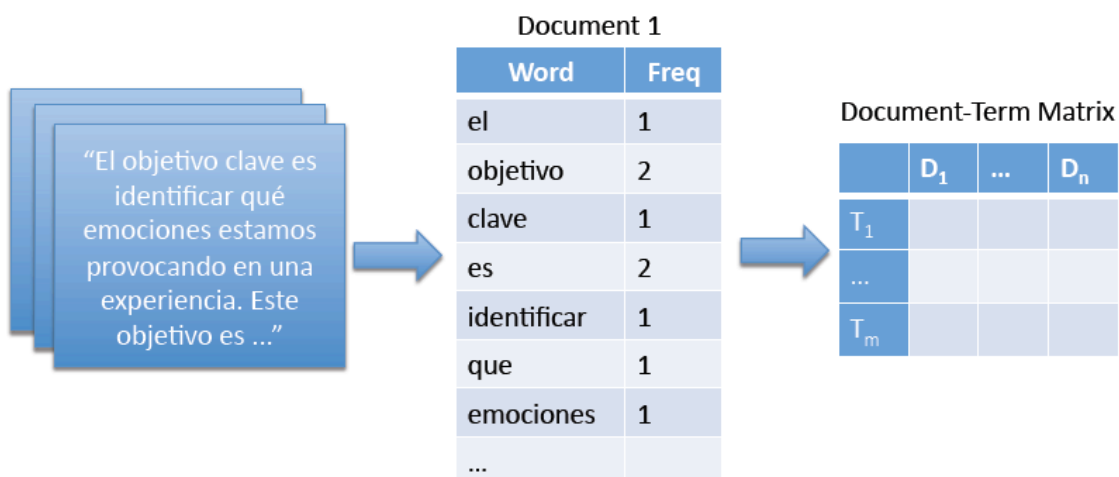 “El objetivo clave es
identificar qué
emociones estamos
provocando en una
experiencia. Este
objetivo es ...”
Document 1
Word Freq
el 1
objetivo 2
clave 1
es 2
identificar 1
que 1
emociones 1
...
Document-Term Matrix
D₁ ... Dₙ
T₁
...
Tₘ